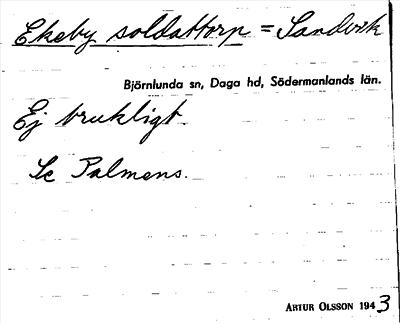 Ekeby soldattorp = Sandvik
Björnlunda sn, Daga hd, Södermanlands län.
Ej brukligt.
Se Palmens.
ARTUR OLSSON 1943